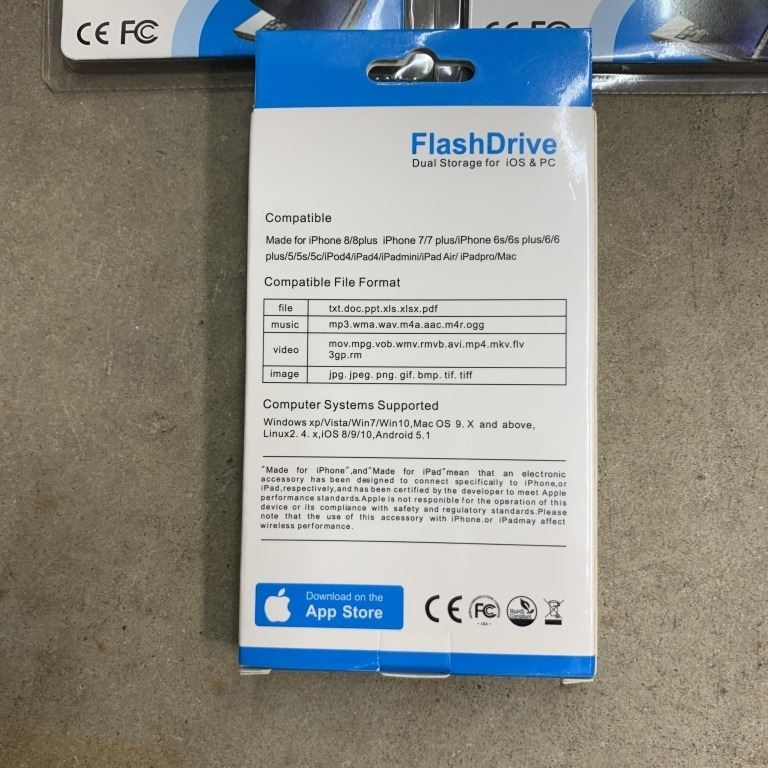 CE FC
CE FC
FlashDrive
Dual Storage for iOS & PC
Compatible
Made for iPhone 8/8plus iPhone 7/7 plus/iPhone 6s/6s plus/6/6
plus/5/5s/5c/iPod4/iPad4/iPadmini/iPad Air/ iPadpro/Mac
Compatible File Format
file txt.doc.ppt.xls.xlsx.pdf
music mp3.wma.wav.m4a.aac.m4r.ogg
video mov.mpg.vob.wmv.rmvb.avi.mp4.mkv.flv
3gp.rm
image jpg. jpeg. png. gif. bmp. tif. tiff
Computer Systems Supported
Windows xp/Vista/Win7/Win10,Mac OS 9. X and above,
Linux2. 4. x,iOS 8/9/10,Android 5.1
"Made for iPhone",and"Made for iPad"mean that an electronic
accessory has been designed to connect specifically to iPhone,or
iPad,respectively,and has been certified by the developer to meet Apple
performance standards.Apple is not responible for the operation of this
device or its compliance with safety and regulatory standards.Please
note that the use of this accessory with iPhone.or iPadmay affect
wireless performance.
Download on the
App Store
CE FC RoHS
Compliant
USA